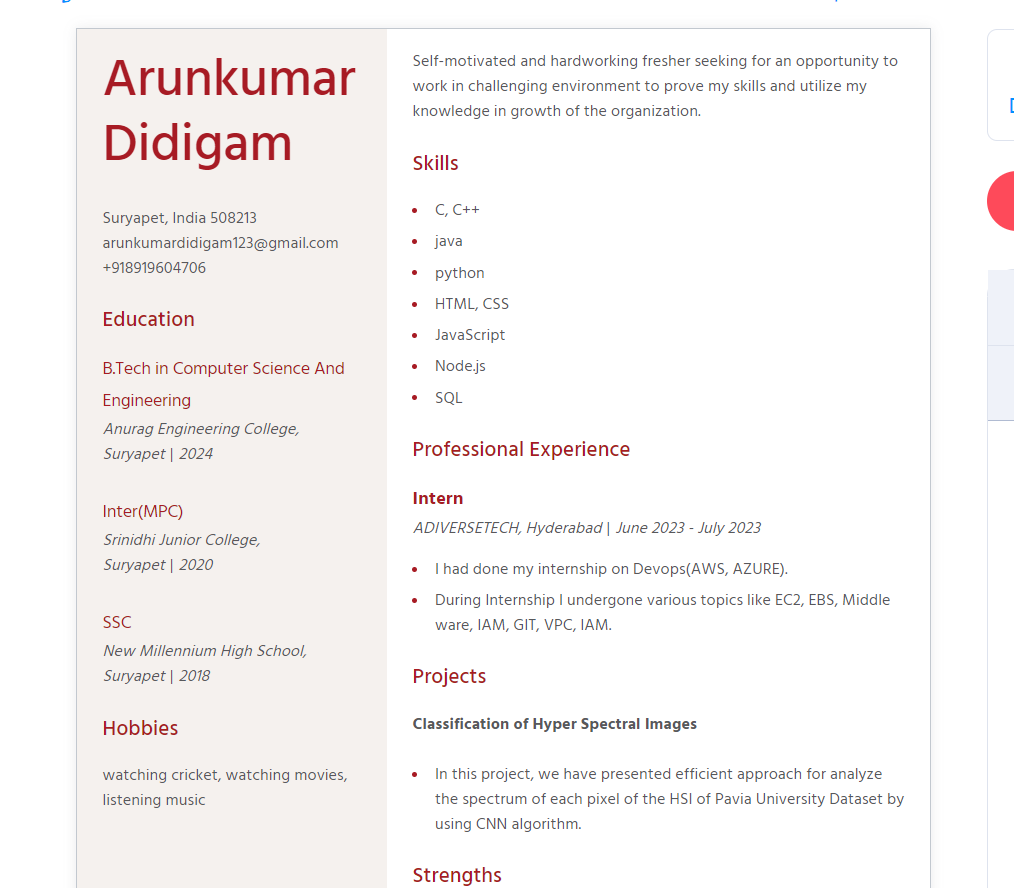 Arunkumar
Didigam
Suryapet, India 508213
arunkumardidigam123@gmail.com
+918919604706
Education
B.Tech in Computer Science And
Engineering
Anurag Engineering College,
Suryapet | 2024
Inter(MPC)
Srinidhi Junior College,
Suryapet | 2020
SSC
New Millennium High School,
Suryapet | 2018
Hobbies
watching cricket, watching movies,
listening music
Self-motivated and hardworking fresher seeking for an opportunity to
work in challenging environment to prove my skills and utilize my
knowledge in growth of the organization.
Skills
• C, C++
• java
• python
• HTML, CSS
• JavaScript
• Node.js
• SQL
Professional Experience
Intern
ADIVERSETECH, Hyderabad | June 2023 - July 2023
• I had done my internship on Devops(AWS, AZURE).
• During Internship I undergone various topics like EC2, EBS, Middle
ware, IAM, GIT, VPC, IAM.
Projects
Classification of Hyper Spectral Images
• In this project, we have presented efficient approach for analyze
the spectrum of each pixel of the HSI of Pavia University Dataset by
using CNN algorithm.
Strengths